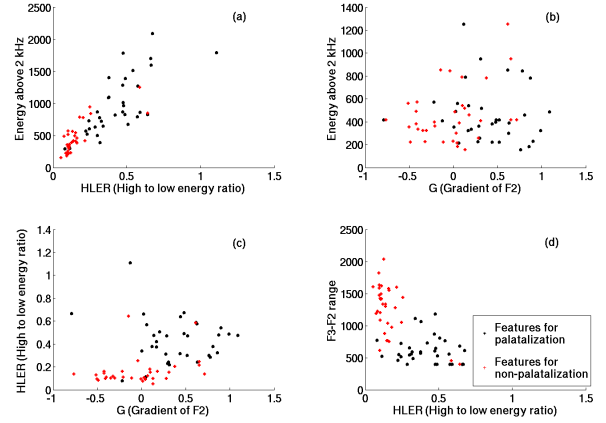 (a)
2500
2000
1500
1000
500
0
Energy above 2 kHz
0 0.5 1 1.5
HLER (High to low energy ratio)
(b)
1400
1200
1000
800
600
400
200
0
Energy above 2 kHz
-1 -0.5 0 0.5 1 1.5
G (Gradient of F2)
(c)
1.4
1.2
1
0.8
0.6
0.4
0.2
0
HLER (High to low energy ratio)
-1 -0.5 0 0.5 1 1.5
G (Gradient of F2)
(d)
2500
2000
1500
1000
500
0
F3-F2 range
0 0.5 1 1.5
HLER (High to low energy ratio)
Features for
palatalization
Features for
non-palatalization